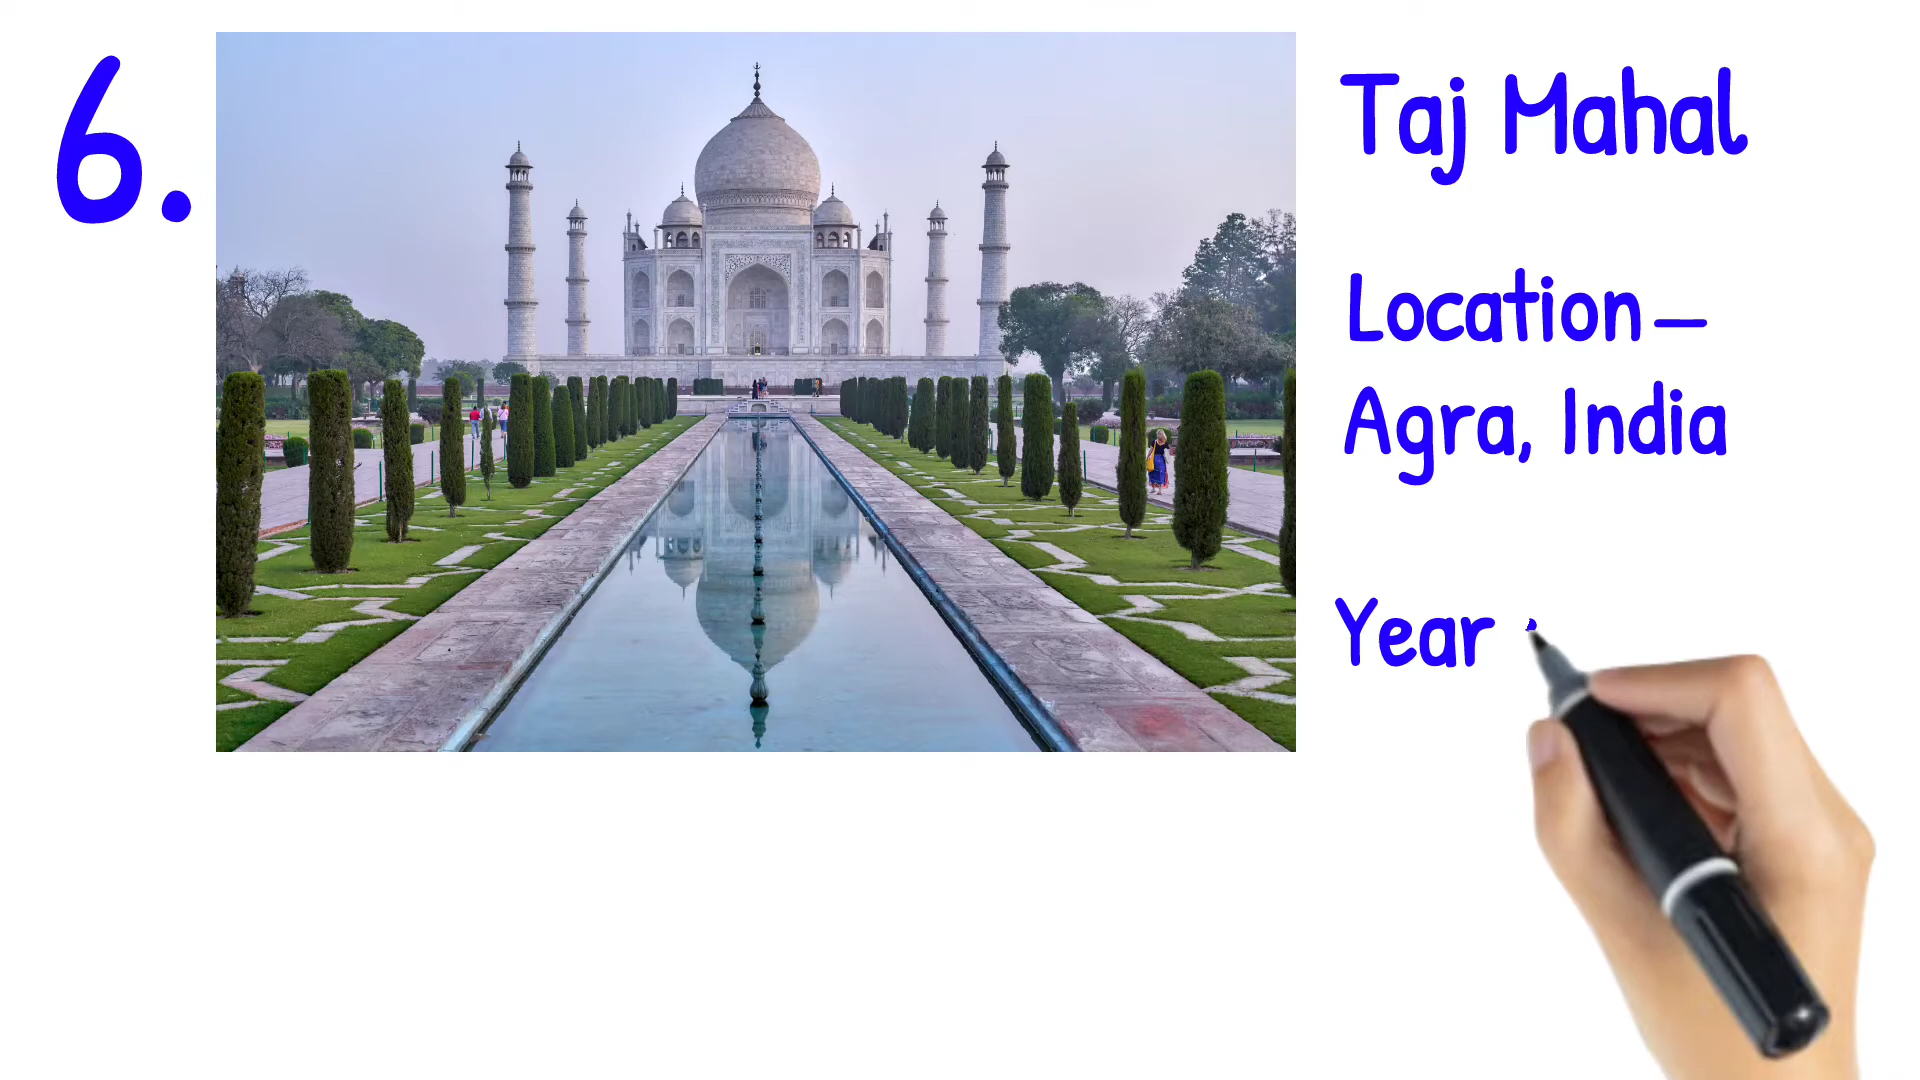 6.
Taj Mahal
Location –
Agra, India
Year